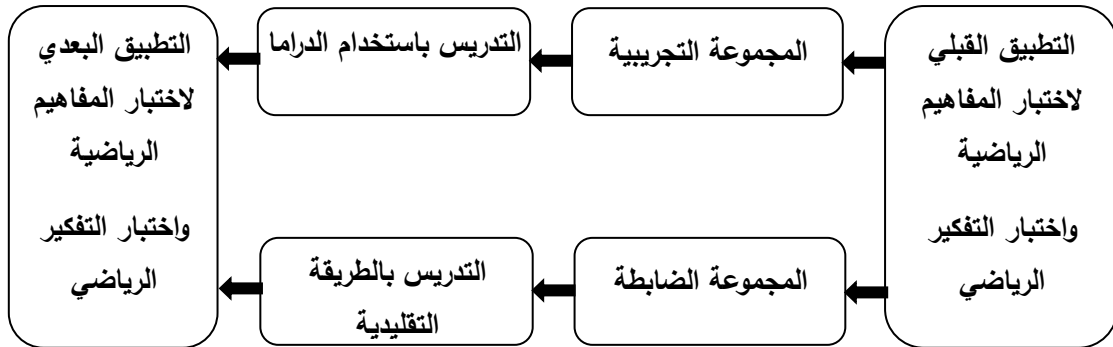 التطبيق القبلي
لاختبار المفاهيم
الرياضية
واختبار التفكير
الرياضي
المجموعة التجريبية
التدريس باستخدام الدراما
المجموعة الضابطة
التدريس بالطريقة
التقليدية
التطبيق البعدي
لاختبار المفاهيم
الرياضية
واختبار التفكير
الرياضي